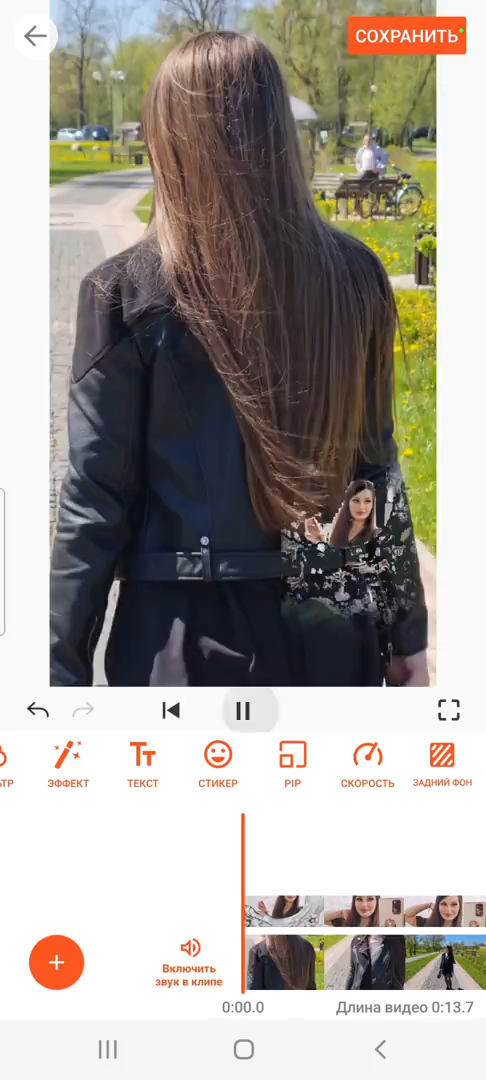 СОХРАНИТЬ
ТР
ЭФФЕКТ
ТЕКСТ
СТИКЕР
PIP
СКОРОСТЬ
ЗАДНИЙ ФОН
Включить
звук в клипе
0:00.0
Длина видео 0:13.7